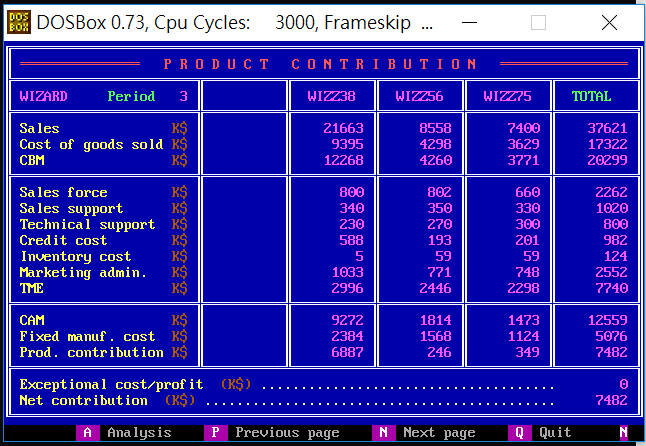 DOS BOX DOSBox 0.73, Cpu Cycles: 3000, Frameskip ...
PRODUCT CONTRIBUTION
WIZARD Period 3 WIZZ38 WIZZ56 WIZZ75 TOTAL
Sales K$ 21663 8558 7400 37621
Cost of goods sold K$ 9395 4298 3629 17322
CBM K$ 12268 4260 3771 20299
Sales force K$ 800 802 660 2262
Sales support K$ 340 350 330 1020
Technical support K$ 230 270 300 800
Credit cost K$ 588 193 201 982
Inventory cost K$ 5 59 59 124
Marketing admin. K$ 1033 771 748 2552
TME K$ 2996 2446 2298 7740
CAM K$ 9272 1814 1473 12559
Fixed manuf. cost K$ 2384 1568 1124 5076
Prod. contribution K$ 6887 246 349 7482
Exceptional cost/profit (K$) ..................................... 0
Net contribution (K$) ............................................ 7482
A Analysis P Previous page N Next page Q Quit N